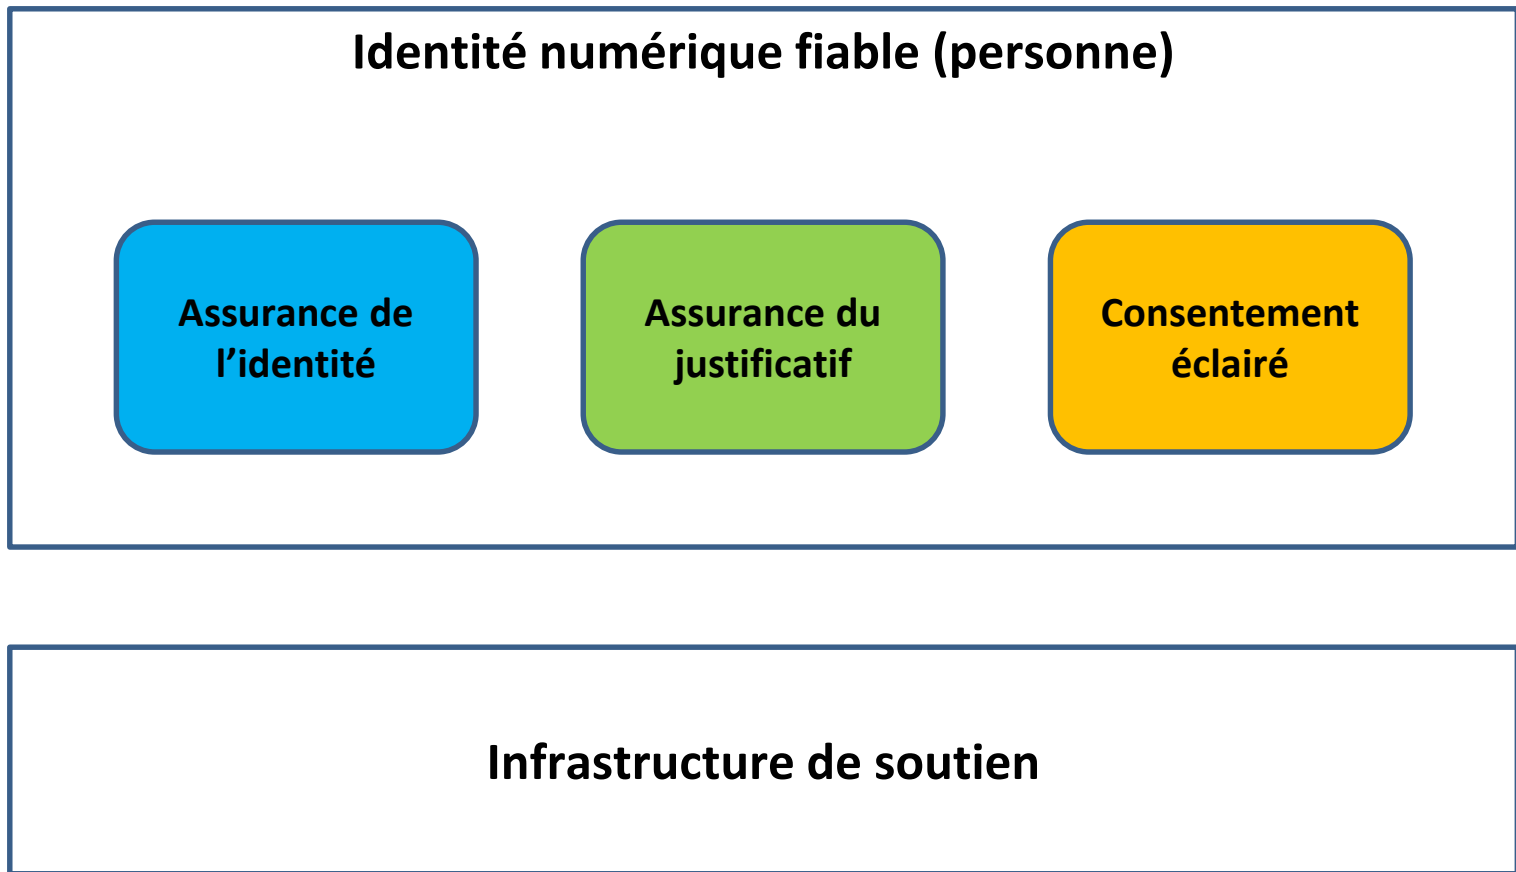 Identité numérique fiable (personne)
Assurance de
l’identité
Assurance du
justificatif
Consentement
éclairé
Infrastructure de soutien